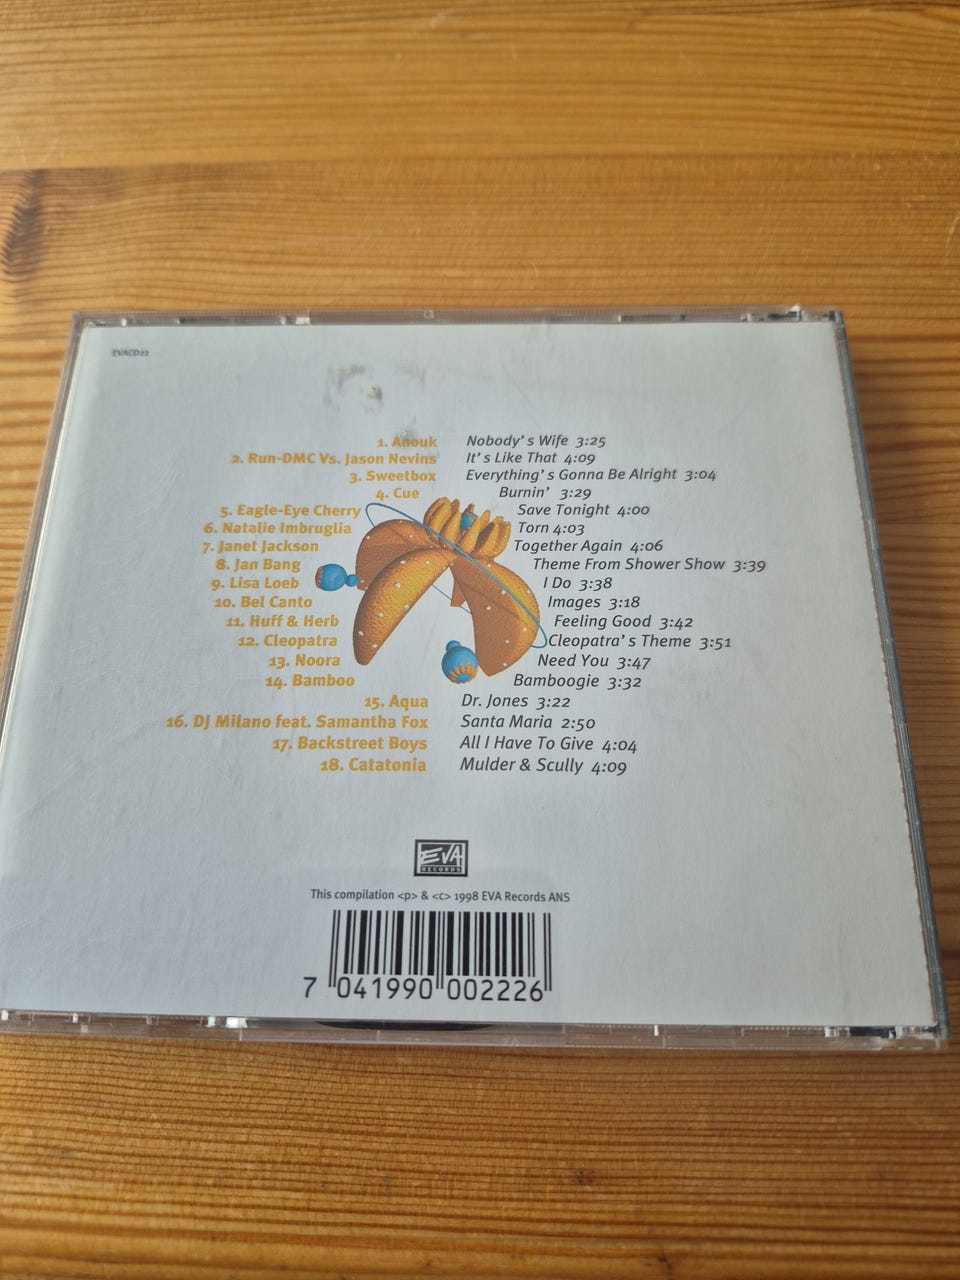 EVACD22
1. Anouk Nobody's Wife 3:25
2. Run-DMC Vs. Jason Nevins It's Like That 4:09
3. Sweetbox Everything's Gonna Be Alright 3:04
4. Cue Burnin' 3:29
5. Eagle-Eye Cherry Save Tonight 4:00
6. Natalie Imbruglia Torn 4:03
7. Janet Jackson Together Again 4:06
8. Jan Bang Theme From Shower Show 3:39
9. Lisa Loeb I Do 3:38
10. Bel Canto Images 3:18
11. Huff & Herb Feeling Good 3:42
12. Cleopatra Cleopatra's Theme 3:51
13. Noora Need You 3:47
14. Bamboo Bamboogie 3:32
15. Aqua Dr. Jones 3:22
16. DJ Milano feat. Samantha Fox Santa Maria 2:50
17. Backstreet Boys All I Have To Give 4:04
18. Catatonia Mulder & Scully 4:09
EVA
RECORDS
This compilation <p> & <c> 1998 EVA Records ANS
7 041990 002226